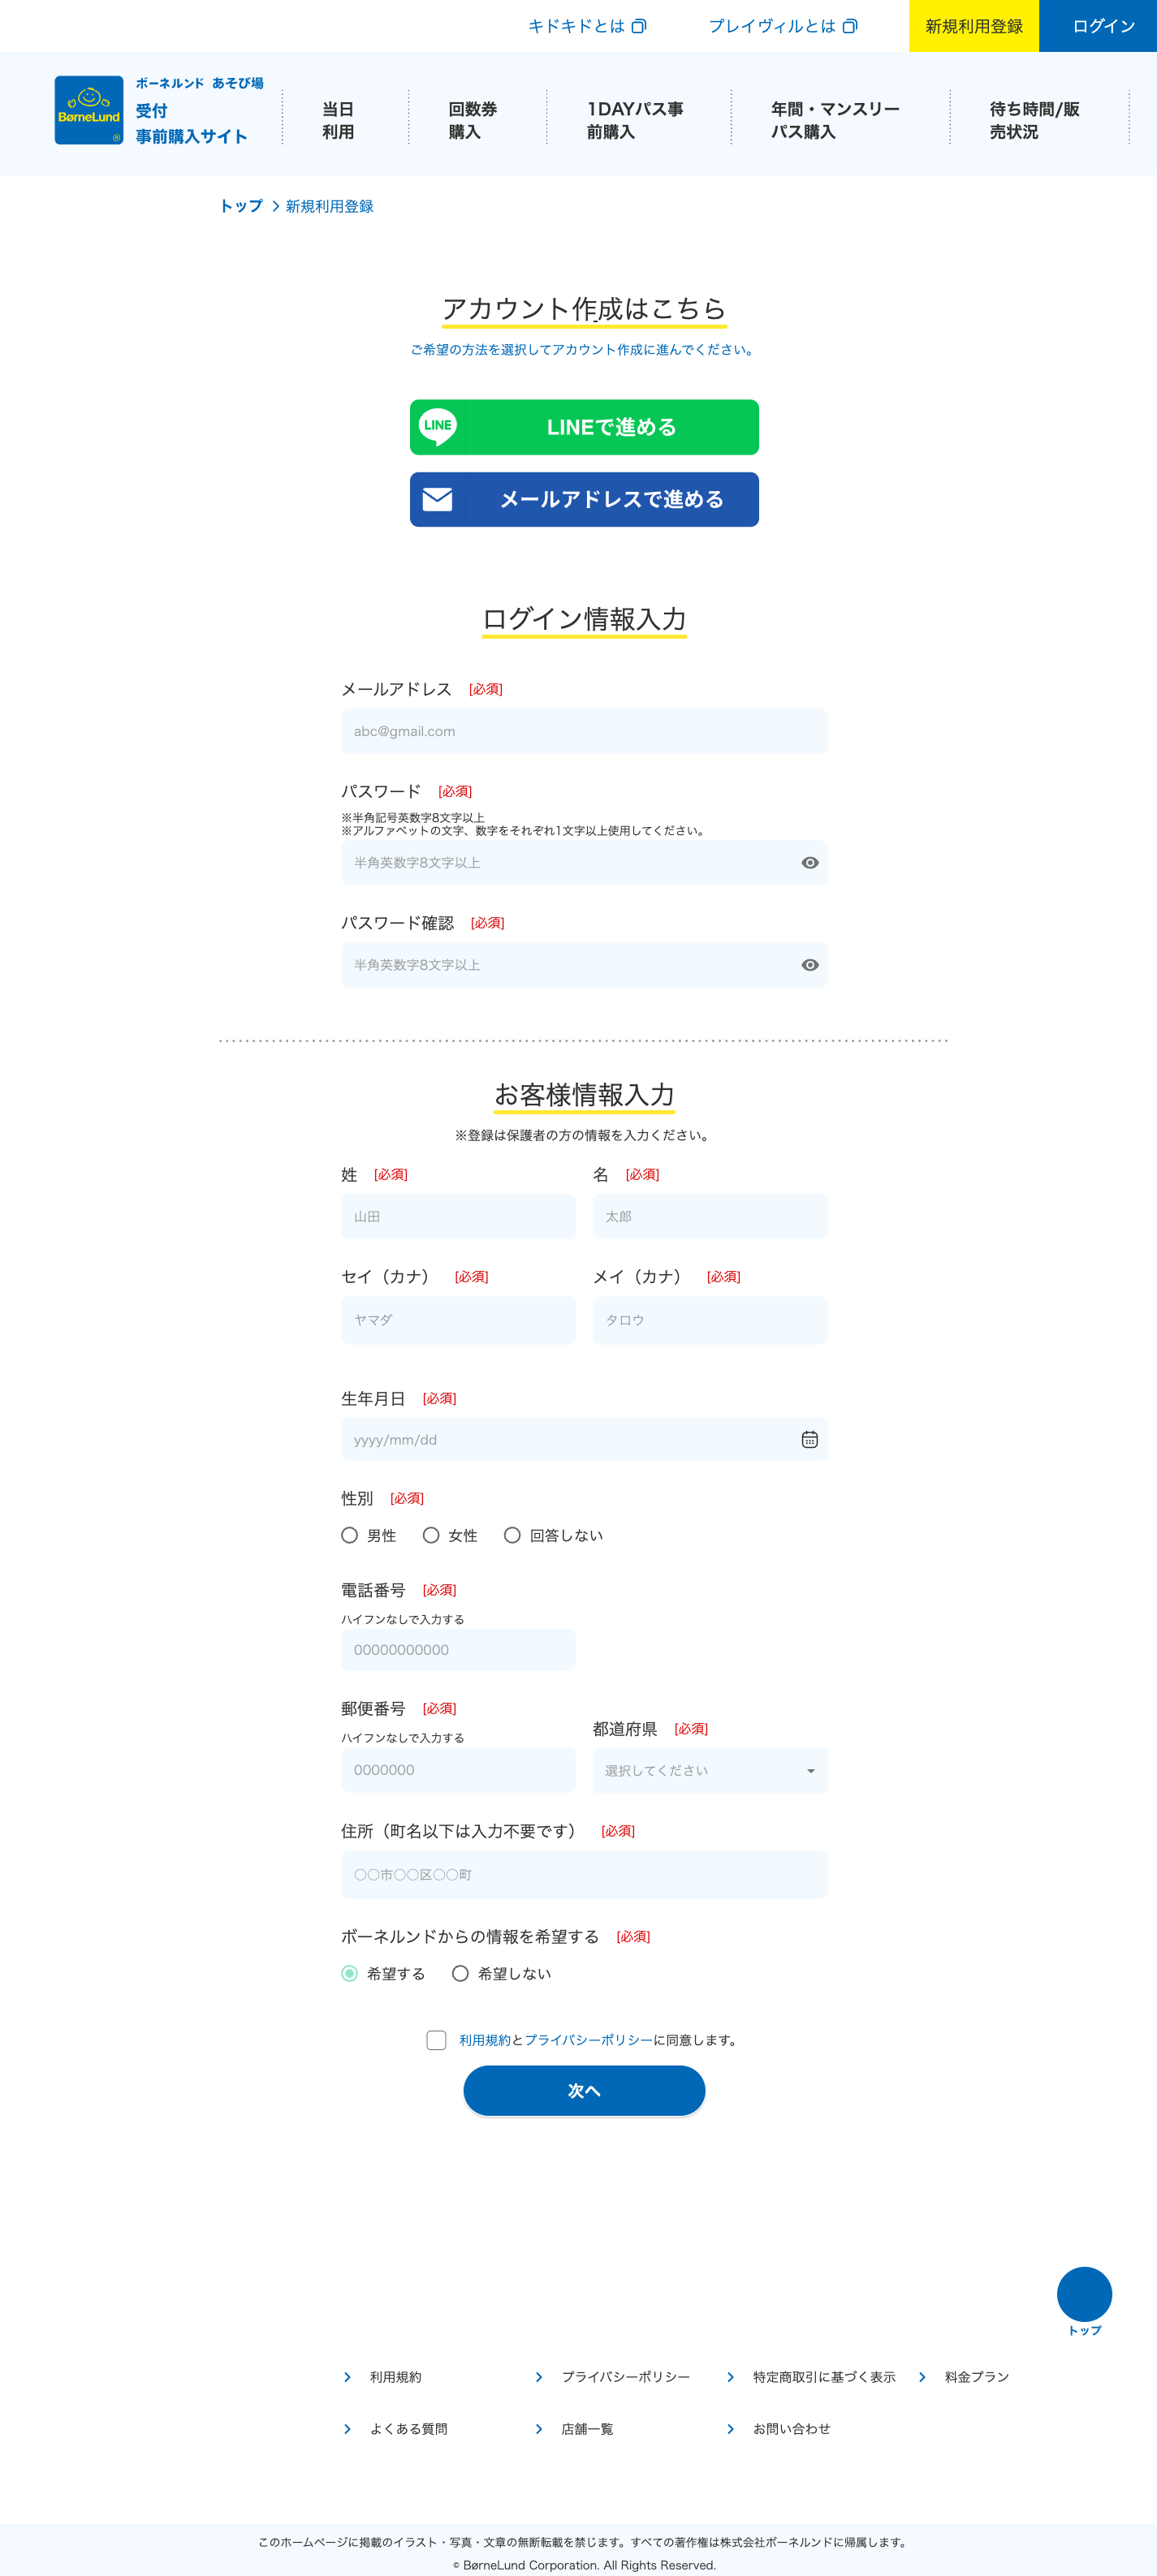 キドキドとは
プレイヴィルとは
新規利用登録
ログイン
BørneLund
®
ボーネルンド あそび場
受付
事前購入サイト
当日
利用
回数券
購入
1DAYパス事
前購入
年間・マンスリー
パス購入
待ち時間/販
売状況
トップ
新規利用登録
アカウント作成はこちら
ご希望の方法を選択してアカウント作成に進んでください。
LINE
LINEで進める
メールアドレスで進める
ログイン情報入力
メールアドレス [必須]
abc@gmail.com
パスワード [必須]
※半角記号英数字8文字以上
※アルファベットの文字、数字をそれぞれ1文字以上使用してください。
半角英数字8文字以上
パスワード確認 [必須]
半角英数字8文字以上
お客様情報入力
※登録は保護者の方の情報を入力ください。
姓 [必須]
名 [必須]
山田
太郎
セイ（カナ） [必須]
メイ（カナ） [必須]
ヤマダ
タロウ
生年月日 [必須]
yyyy/mm/dd
性別 [必須]
男性 女性 回答しない
電話番号 [必須]
ハイフンなしで入力する
00000000000
郵便番号 [必須]
ハイフンなしで入力する
0000000
都道府県 [必須]
選択してください
住所（町名以下は入力不要です） [必須]
〇〇市〇〇区〇〇町
ボーネルンドからの情報を希望する [必須]
希望する 希望しない
利用規約とプライバシーポリシーに同意します。
次へ
トップ
利用規約
プライバシーポリシー
特定商取引に基づく表示
料金プラン
よくある質問
店舗一覧
お問い合わせ
このホームページに掲載のイラスト・写真・文章の無断転載を禁じます。すべての著作権は株式会社ボーネルンドに帰属します。
© BørneLund Corporation. All Rights Reserved.